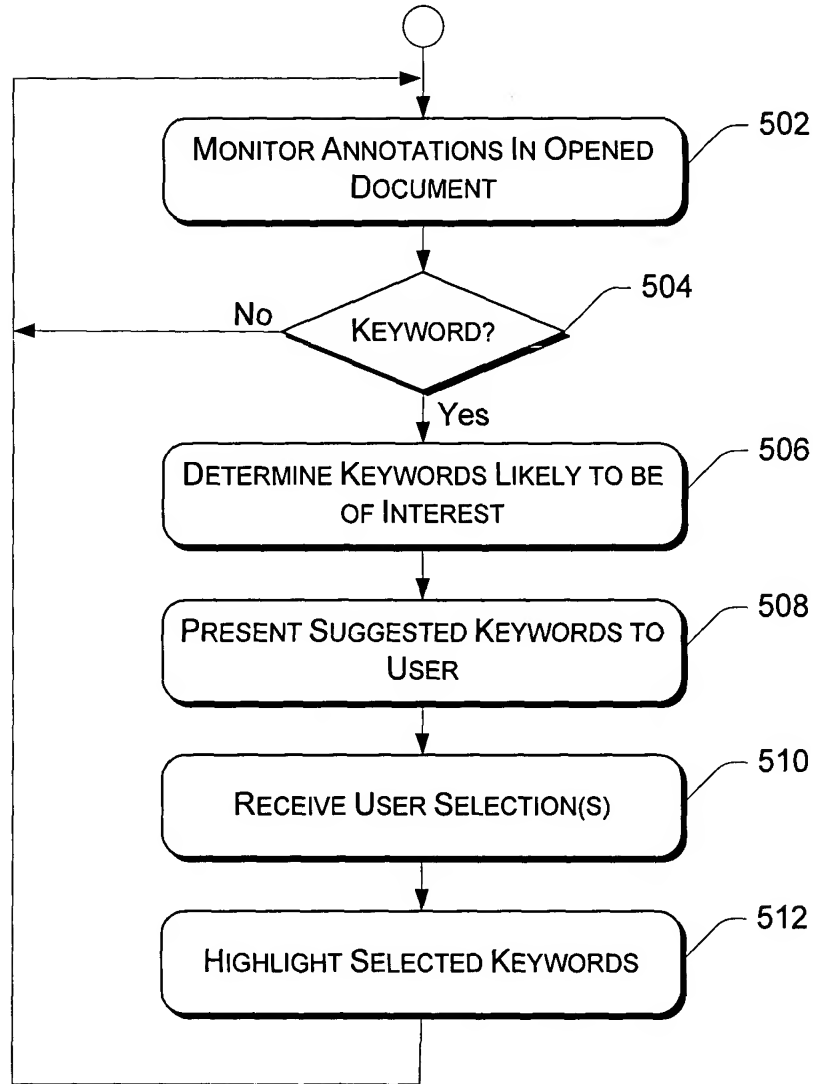 MONITOR ANNOTATIONS IN OPENED
DOCUMENT
502
KEYWORD?
504
No
Yes
DETERMINE KEYWORDS LIKELY TO BE
OF INTEREST
506
PRESENT SUGGESTED KEYWORDS TO
USER
508
RECEIVE USER SELECTION(S)
510
HIGHLIGHT SELECTED KEYWORDS
512